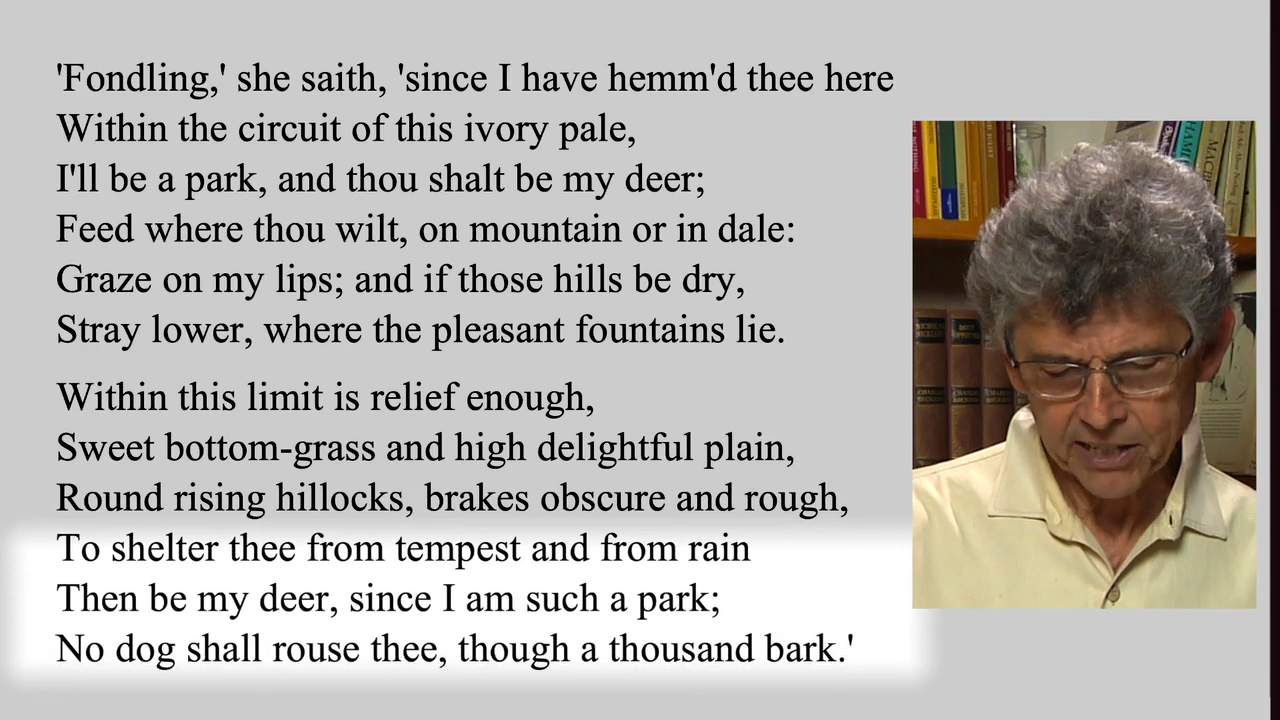 'Fondling,' she saith, 'since I have hemm'd thee here
Within the circuit of this ivory pale,
I'll be a park, and thou shalt be my deer;
Feed where thou wilt, on mountain or in dale:
Graze on my lips; and if those hills be dry,
Stray lower, where the pleasant fountains lie.
Within this limit is relief enough,
Sweet bottom-grass and high delightful plain,
Round rising hillocks, brakes obscure and rough,
To shelter thee from tempest and from rain
Then be my deer, since I am such a park;
No dog shall rouse thee, though a thousand bark.'